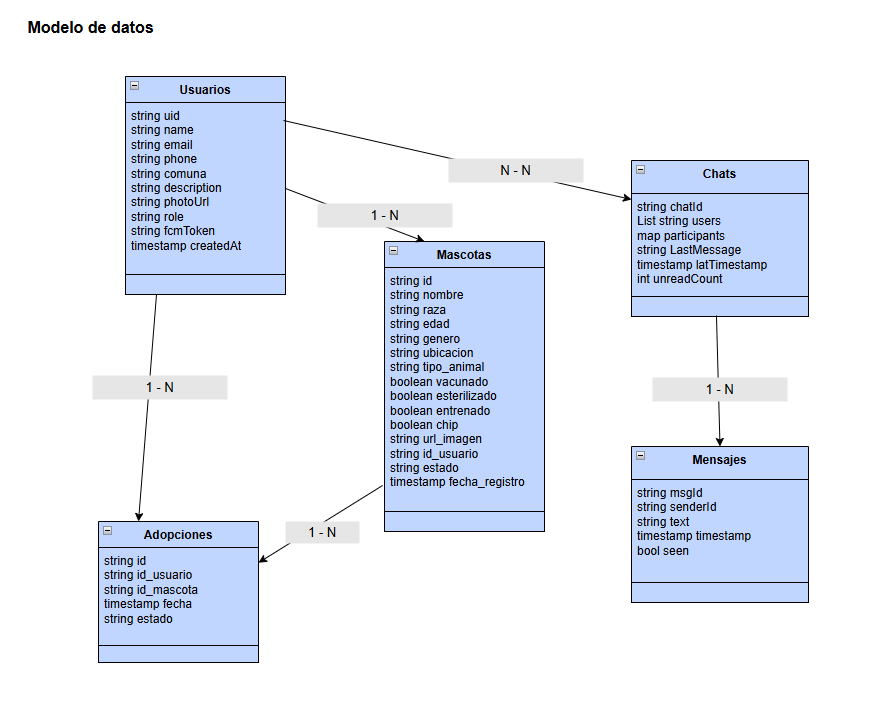 Modelo de datos
Usuarios
string uid
string name
string email
string phone
string comuna
string description
string photoUrl
string role
string fcmToken
timestamp createdAt
N - N
1 - N
Chats
string chatId
List string users
map participants
string LastMessage
timestamp latTimestamp
int unreadCount
Mascotas
string id
string nombre
string raza
string edad
string genero
string ubicacion
string tipo_animal
boolean vacunado
boolean esterilizado
boolean entrenado
boolean chip
string url_imagen
string id_usuario
string estado
timestamp fecha_registro
1 - N
1 - N
Mensajes
string msgId
string senderId
string text
timestamp timestamp
bool seen
1 - N
Adopciones
string id
string id_usuario
string id_mascota
timestamp fecha
string estado